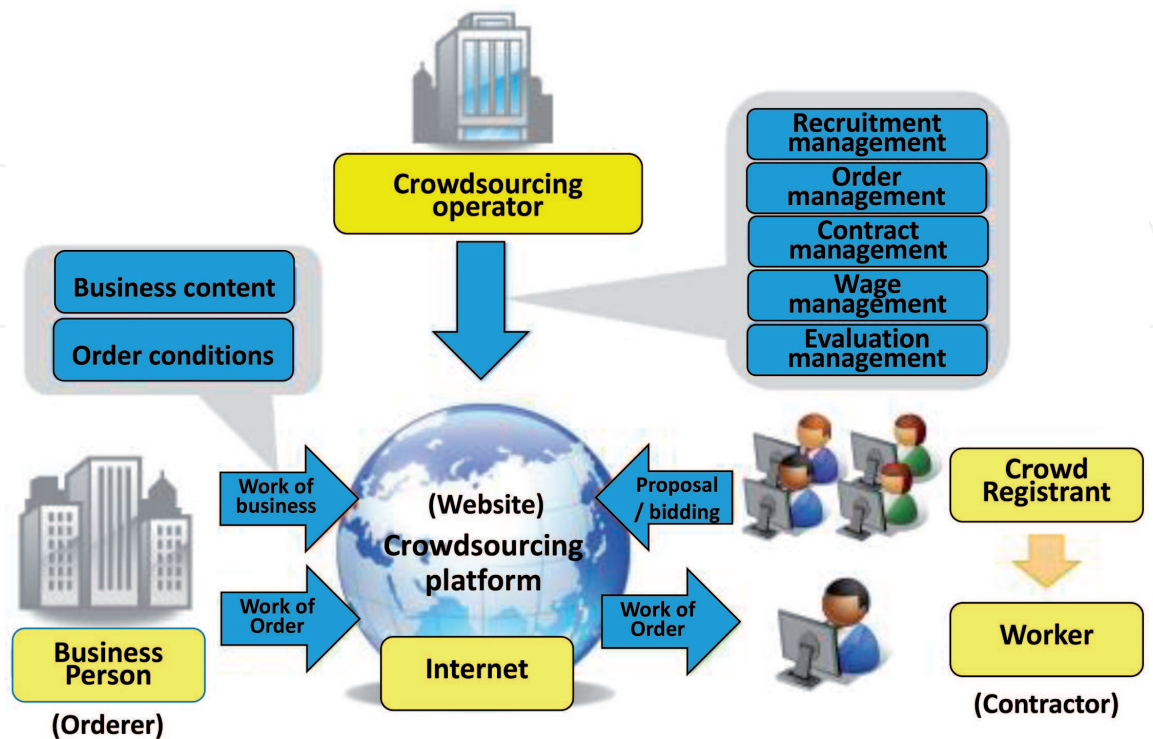 Crowdsourcing
operator
Recruitment
management
Order
management
Contract
management
Wage
management
Evaluation
management
Business content
Order conditions
Work of
business
(Website)
Crowdsourcing
platform
Proposal
/ bidding
Crowd
Registrant
Work of
Order
Work of
Order
Internet
Worker
(Contractor)
Business
Person
(Orderer)